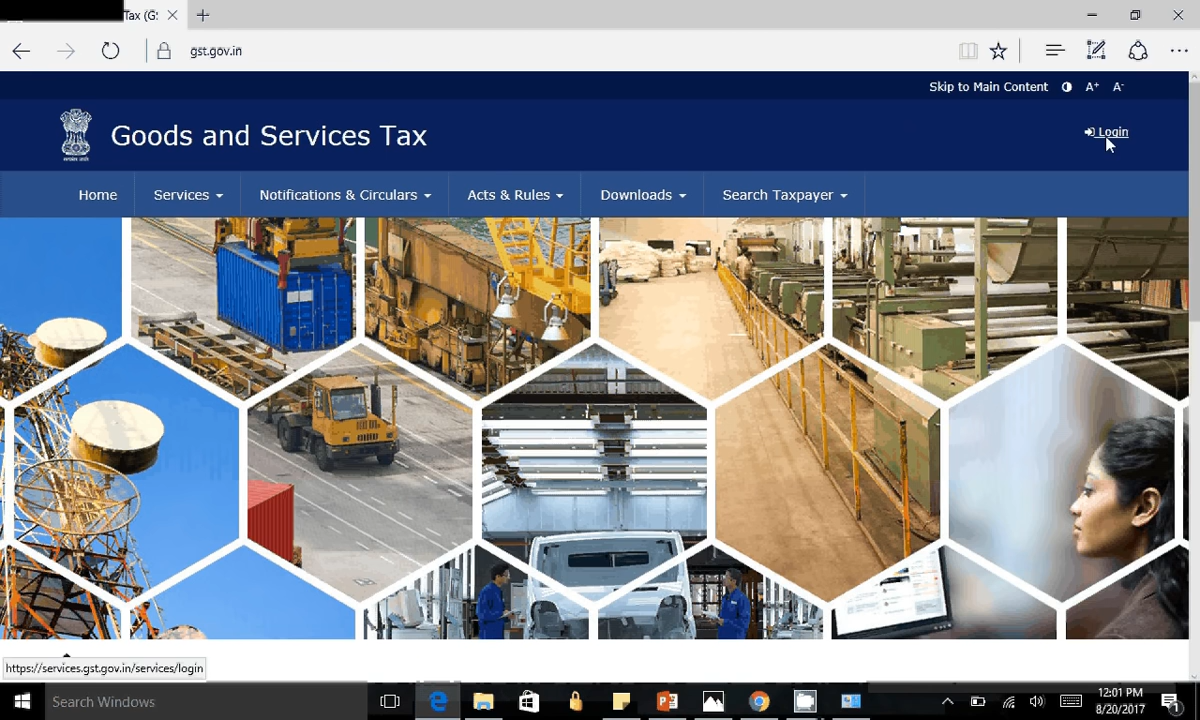 Tax (G
gst.gov.in
Skip to Main Content A+ A-
Goods and Services Tax
Login
Home Services Notifications & Circulars Acts & Rules Downloads Search Taxpayer
https://services.gst.gov.in/services/login
Search Windows
12:01 PM
8/20/2017
1